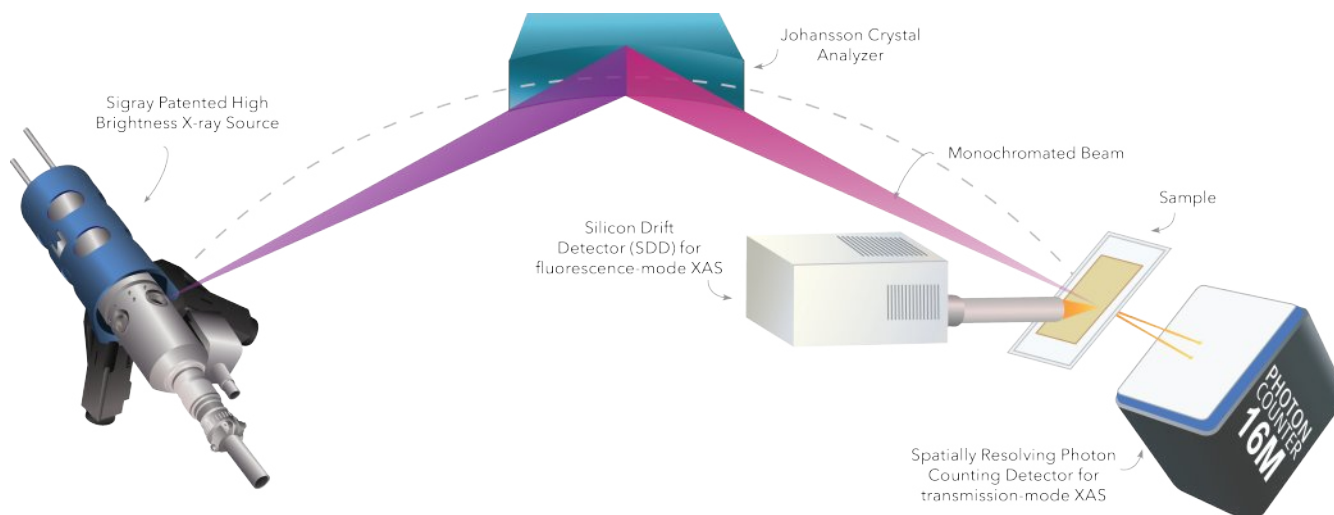 Johansson Crystal
Analyzer
Sigray Patented High
Brightness X-ray Source
Monochromated Beam
Sample
Silicon Drift
Detector (SDD) for
fluorescence-mode XAS
PHOTON
COUNTER
16M
Spatially Resolving Photon
Counting Detector for
transmission-mode XAS